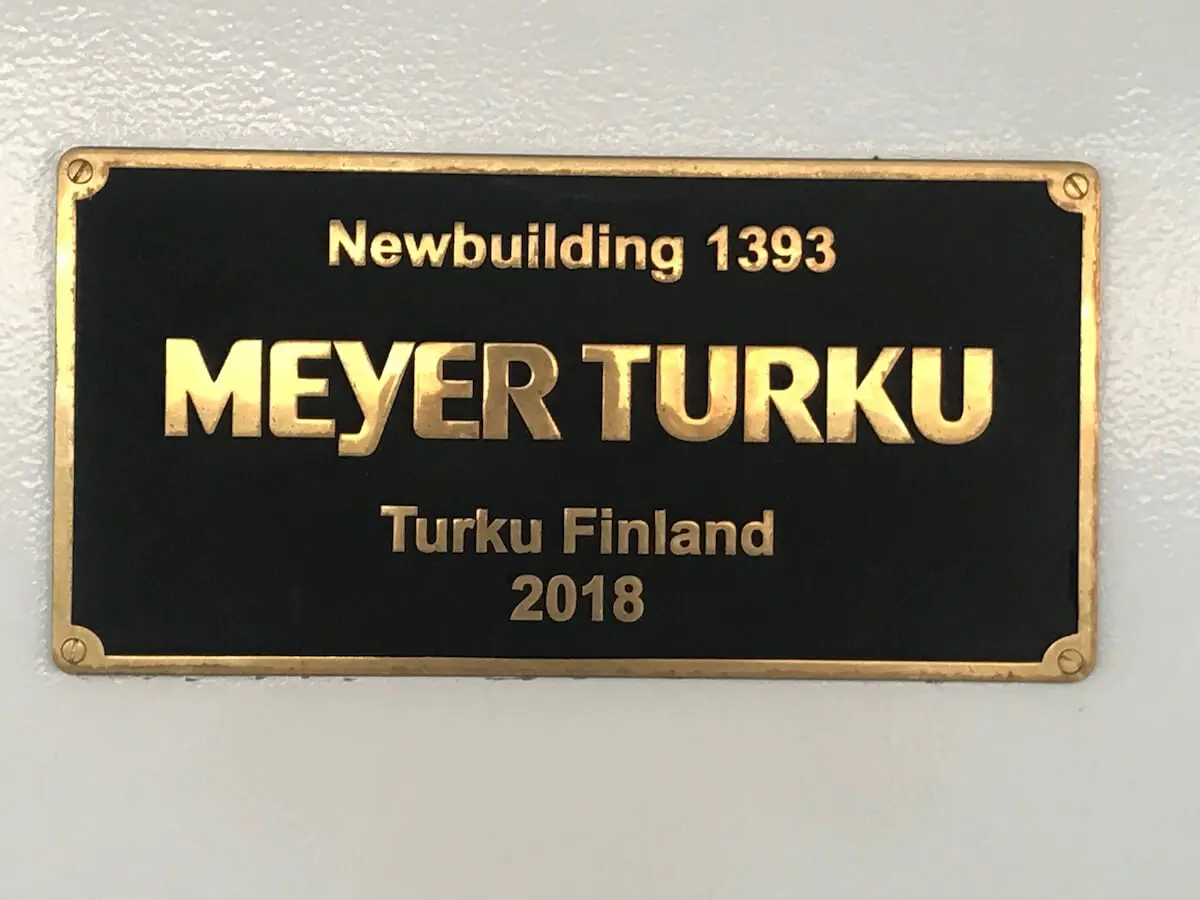 Newbuilding 1393
MEYER TURKU
Turku Finland
2018